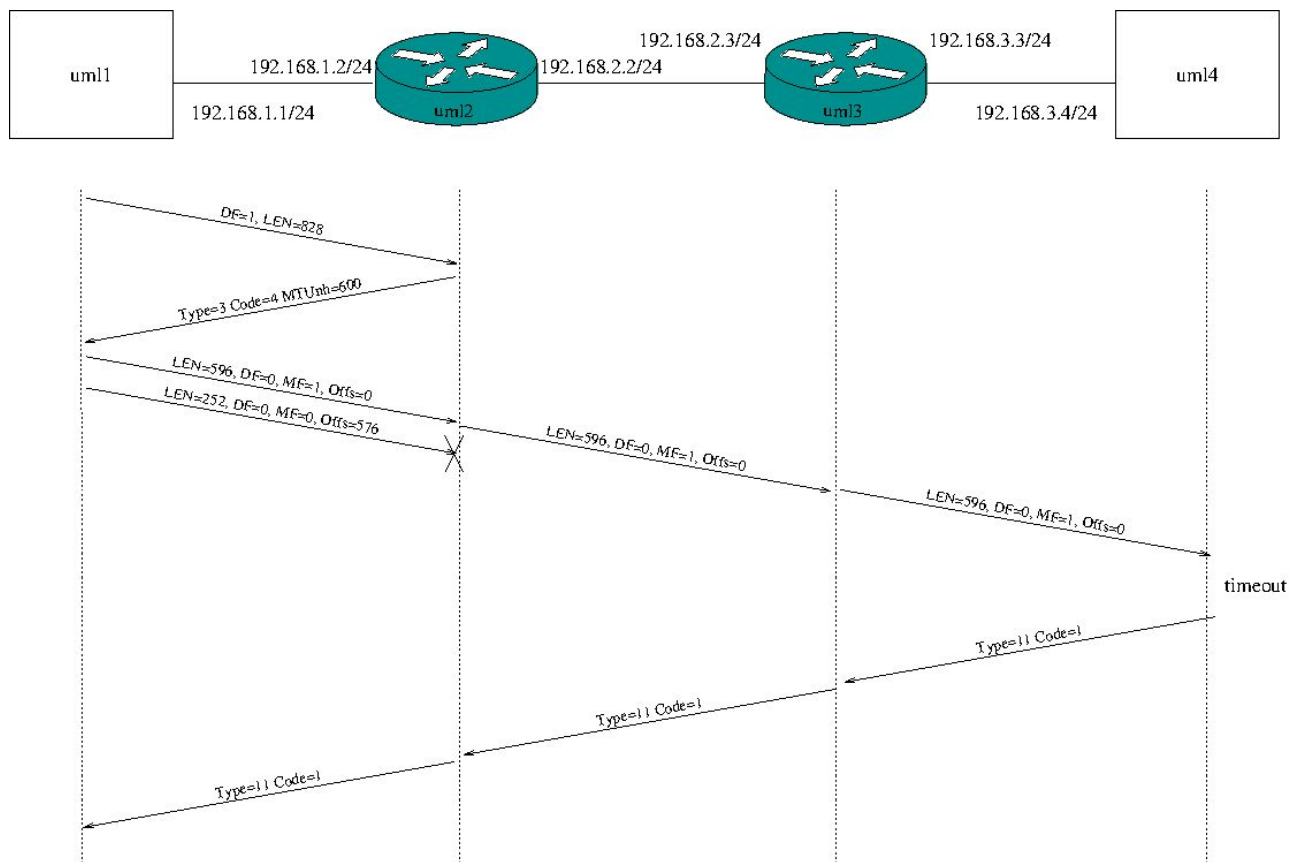 192.168.2.3/24
192.168.3.3/24
uml1
192.168.1.2/24
192.168.2.2/24
uml4
uml2
uml3
192.168.1.1/24
192.168.3.4/24
DF=1, LEN=828
Type=3 Code=4 MTUnh=600
LEN=596, DF=0, MF=1, Offs=0
LEN=252, DF=0, MF=0, Offs=576
LEN=596, DF=0, MF=1, Offs=0
LEN=596, DF=0, MF=1, Offs=0
timeout
Type=11 Code=1
Type=11 Code=1
Type=11 Code=1